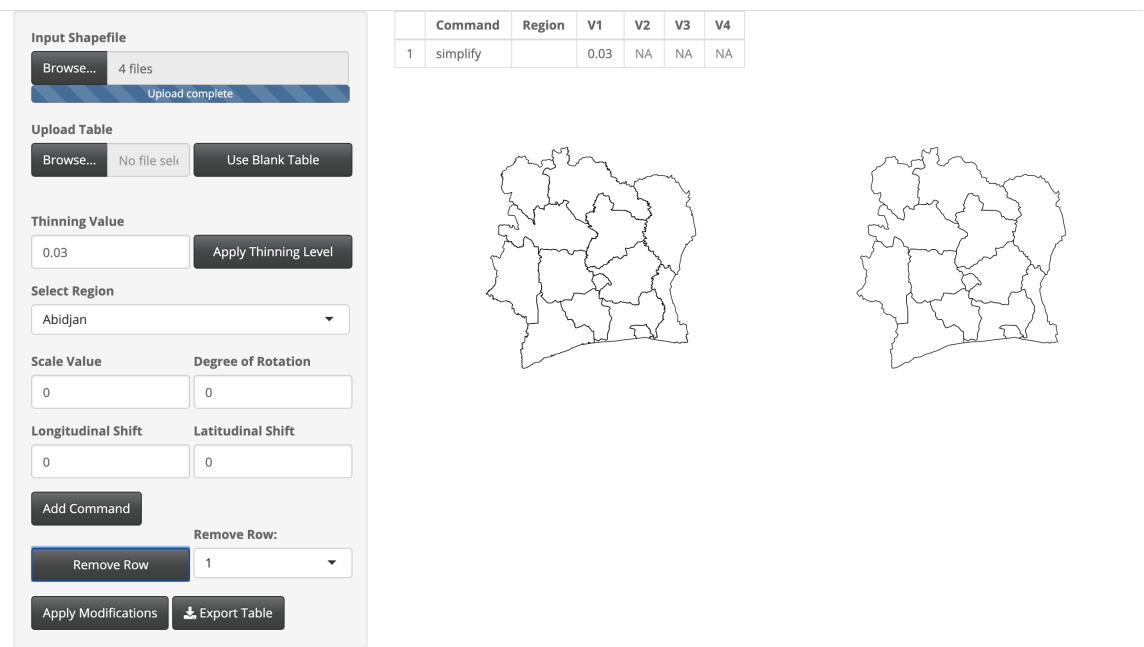 Input Shapefile
Browse... 4 files
Upload complete
Upload Table
Browse... No file sele Use Blank Table
Thinning Value
0.03 Apply Thinning Level
Select Region
Abidjan
Scale Value Degree of Rotation
0 0
Longitudinal Shift Latitudinal Shift
0 0
Add Command
Remove Row:
Remove Row 1
Apply Modifications Export Table
Command Region V1 V2 V3 V4
1 simplify 0.03 NA NA NA